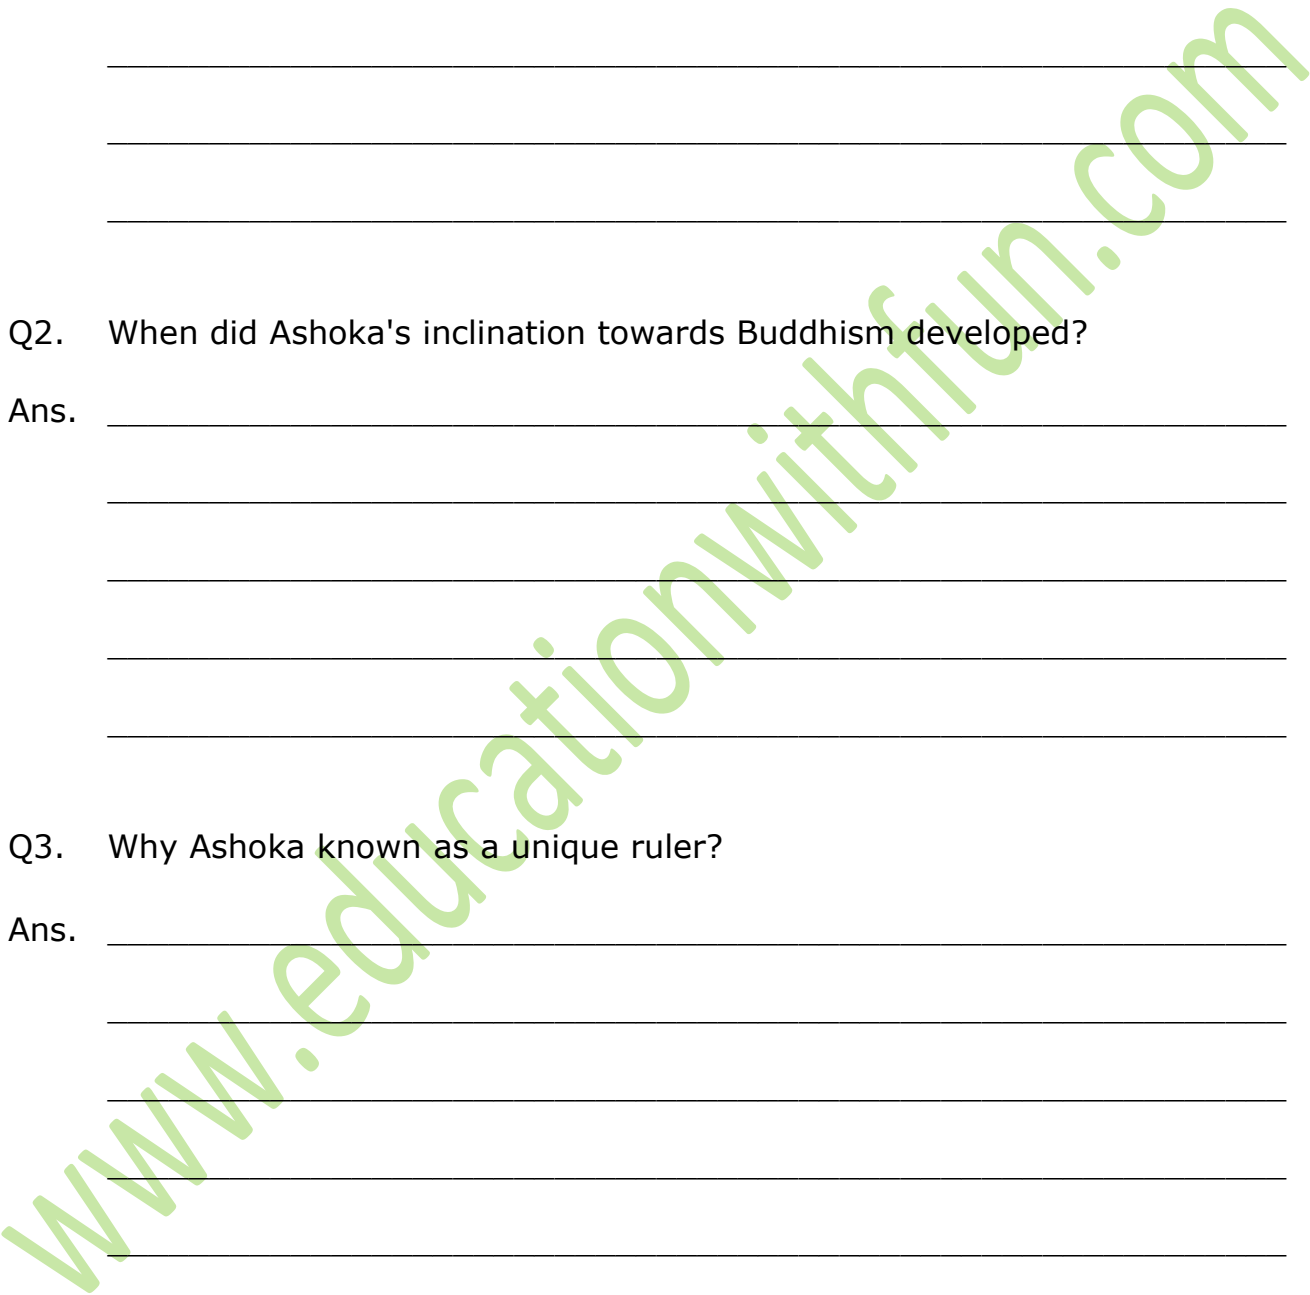 Q2. When did Ashoka's inclination towards Buddhism developed?
Ans.
Q3. Why Ashoka known as a unique ruler?
Ans.
www.educationwithfun.com